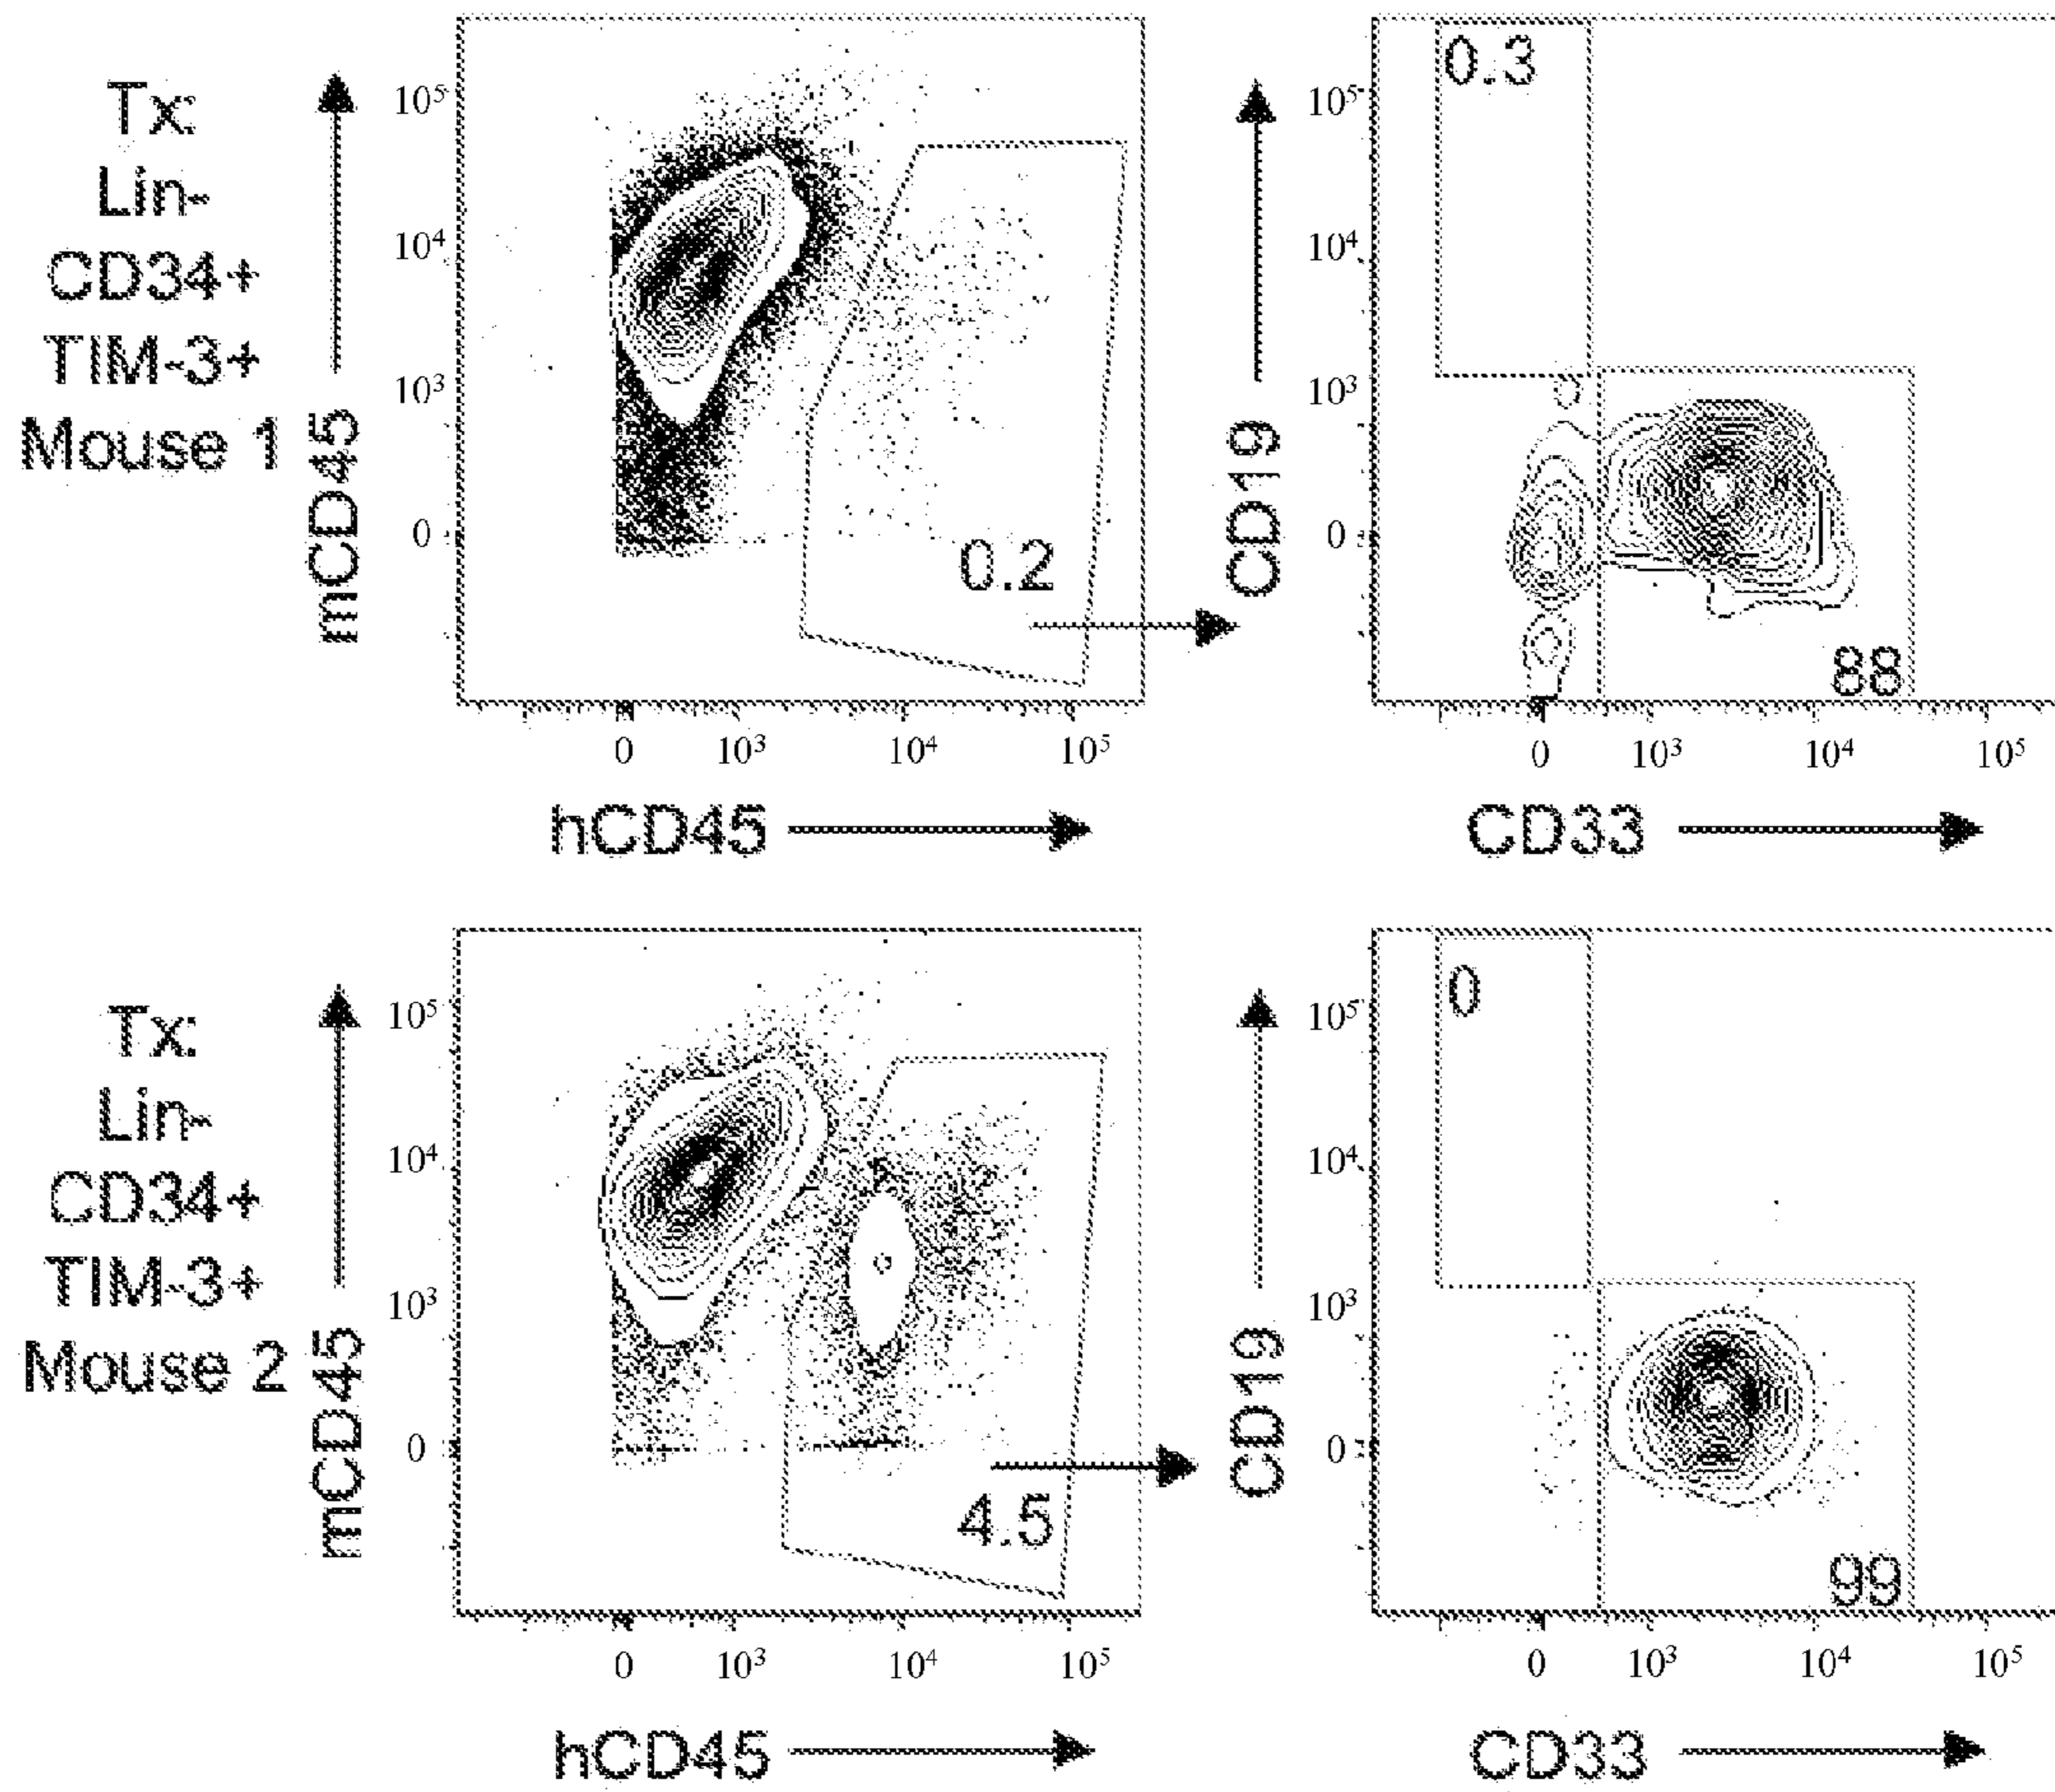 Tx:
Lin-
CD34+
TIM-3+
Mouse 1
mCD45
10⁵
10⁴
10³
0
0.2
0
10³
10⁴
10⁵
hCD45
CD19
10⁵
10⁴
10³
0
0.3
88
0
10³
10⁴
10⁵
CD33
Tx:
Lin-
CD34+
TIM-3+
Mouse 2
mCD45
10⁵
10⁴
10³
0
4.5
0
10³
10⁴
10⁵
hCD45
CD19
10⁵
10⁴
10³
0
0
99
0
10³
10⁴
10⁵
CD33